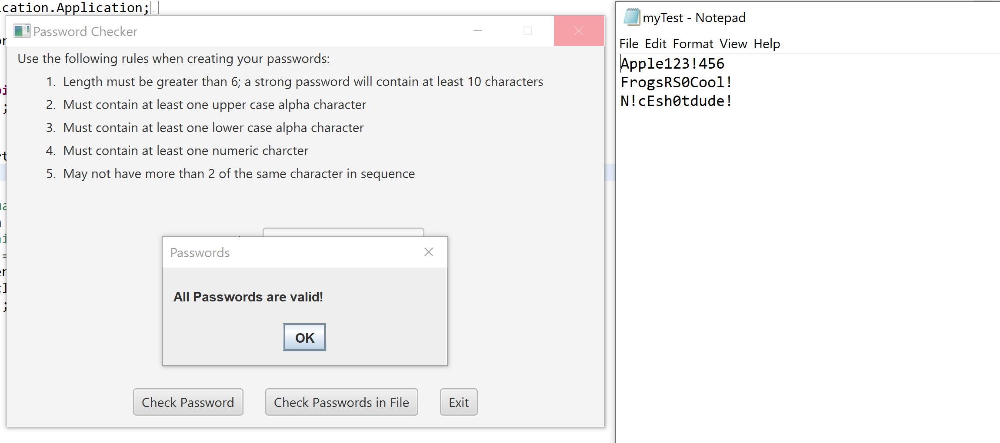 ication.Application;
Password Checker
Use the following rules when creating your passwords:
1. Length must be greater than 6; a strong password will contain at least 10 characters
2. Must contain at least one upper case alpha character
3. Must contain at least one lower case alpha character
4. Must contain at least one numeric charcter
5. May not have more than 2 of the same character in sequence
Passwords
All Passwords are valid!
OK
Check Password Check Passwords in File Exit
myTest - Notepad
File Edit Format View Help
Apple123!456
FrogsRS0Cool!
N!cEsh0tdude!